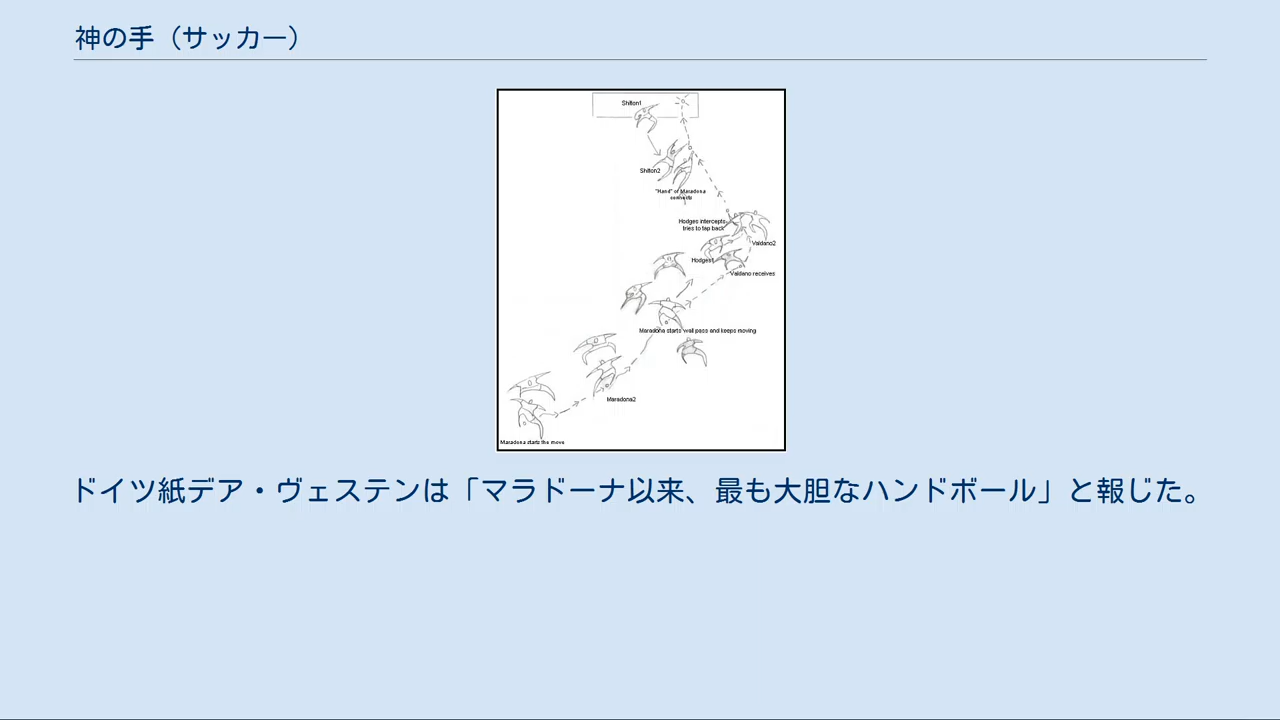 神の手（サッカー）
Shilton1
Shilton2
"Hand" of Maradona
connects
Hodges intercepts
tries to tap back
Valdano2
Hodges1
Valdano receives
Maradona starts wall pass and keeps moving
Maradona2
Maradona starts the move
ドイツ紙デア・ヴェステンは「マラドーナ以来、最も大胆なハンドボール」と報じた。